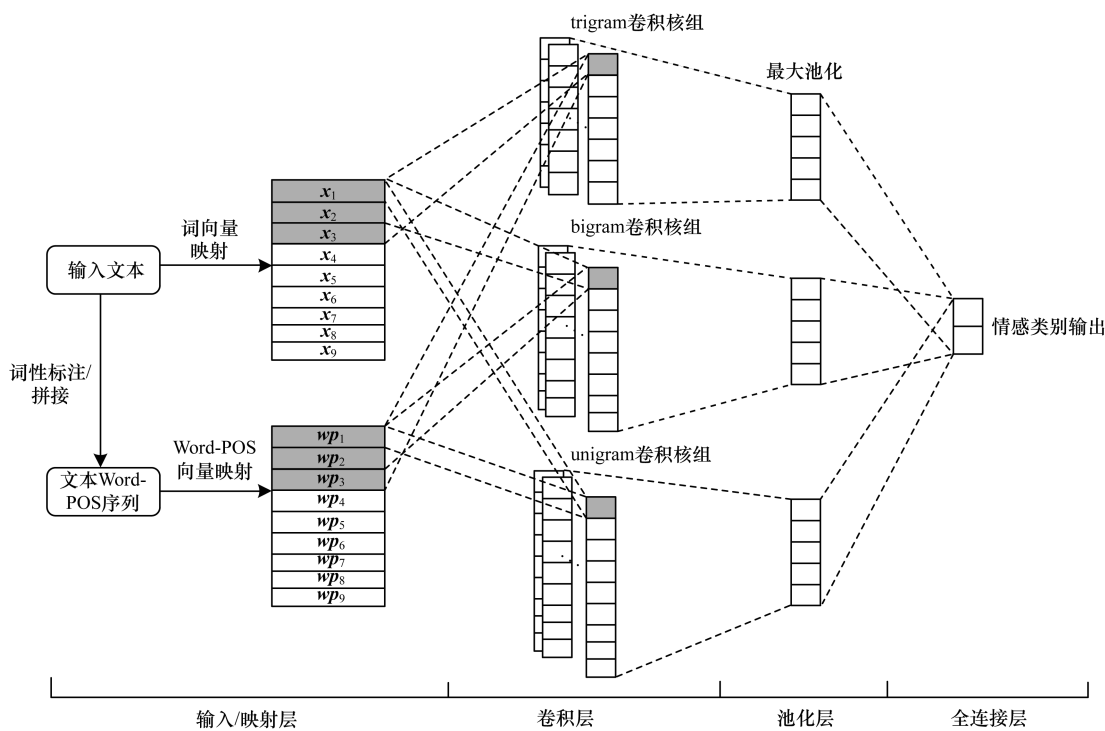 trigram卷积核组
最大池化
x1
x2
x3
x4
x5
x6
x7
x8
x9
词向量
映射
输入文本
bigram卷积核组
情感类别输出
词性标注/
拼接
Word-POS
向量映射
文本Word-
POS序列
wp1
wp2
wp3
wp4
wp5
wp6
wp7
wp8
wp9
unigram卷积核组
输入/映射层
卷积层
池化层
全连接层